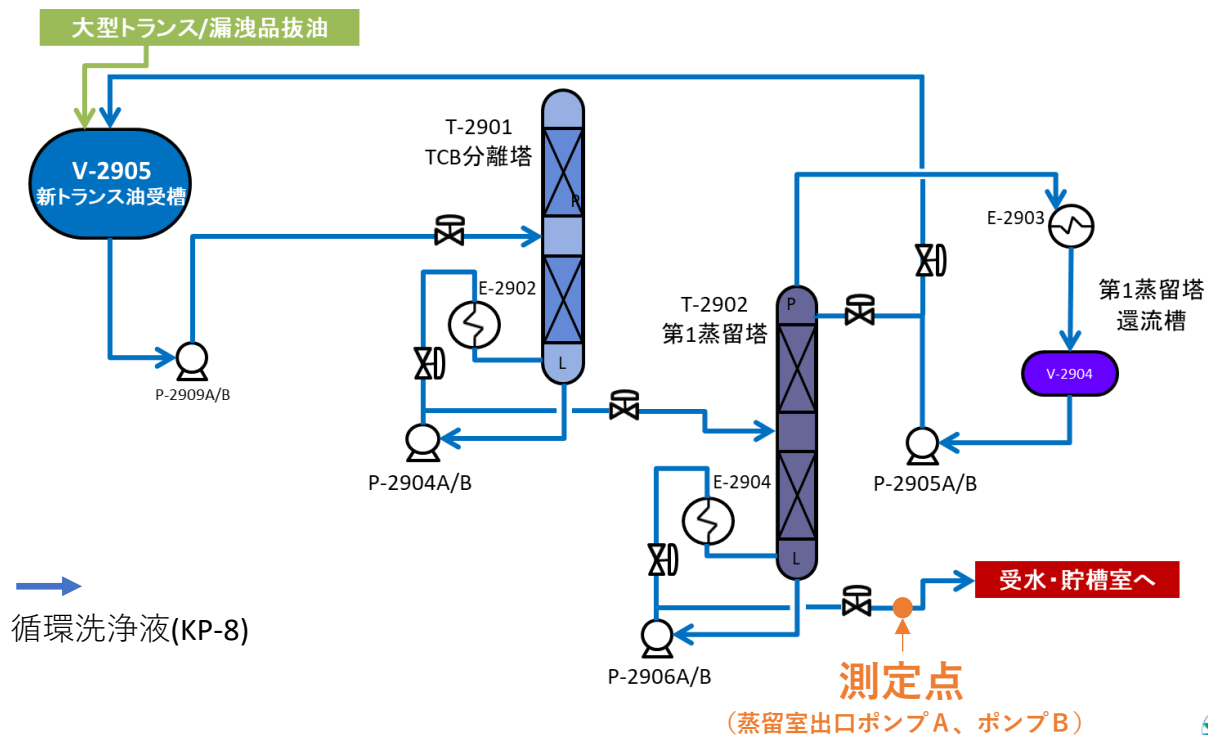 大型トランス/漏洩品抜油
V-2905
新トランス油受槽
T-2901
TCB分離塔
P
E-2902
L
P-2909A/B
P-2904A/B
T-2902
第1蒸留塔
P
E-2903
第1蒸留塔
還流槽
V-2904
P-2905A/B
E-2904
L
P-2906A/B
受水・貯槽室へ
循環洗浄液(KP-8)
測定点
（蒸留室出口ポンプA、ポンプB）